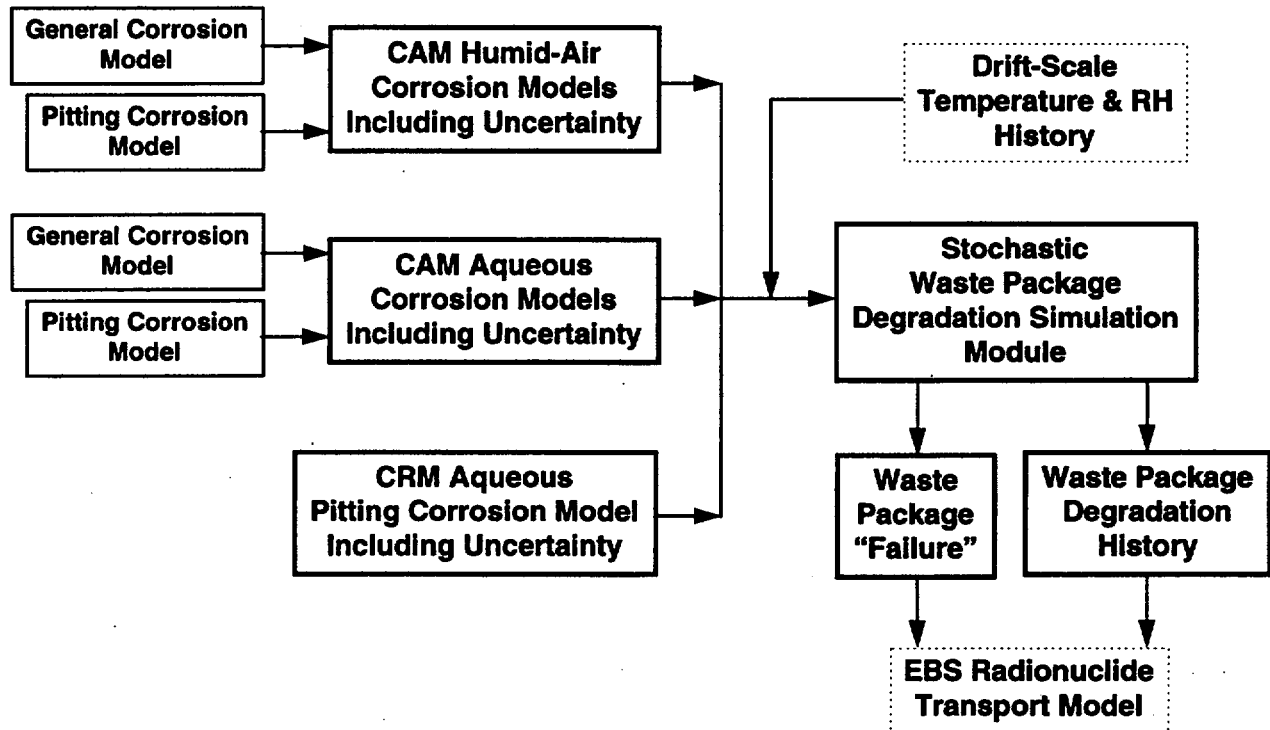 General Corrosion
Model
Pitting Corrosion
Model
CAM Humid-Air
Corrosion Models
Including Uncertainty
Drift-Scale
Temperature & RH
History
General Corrosion
Model
Pitting Corrosion
Model
CAM Aqueous
Corrosion Models
Including Uncertainty
Stochastic
Waste Package
Degradation Simulation
Module
CRM Aqueous
Pitting Corrosion Model
Including Uncertainty
Waste
Package
“Failure”
Waste Package
Degradation
History
EBS Radionuclide
Transport Model